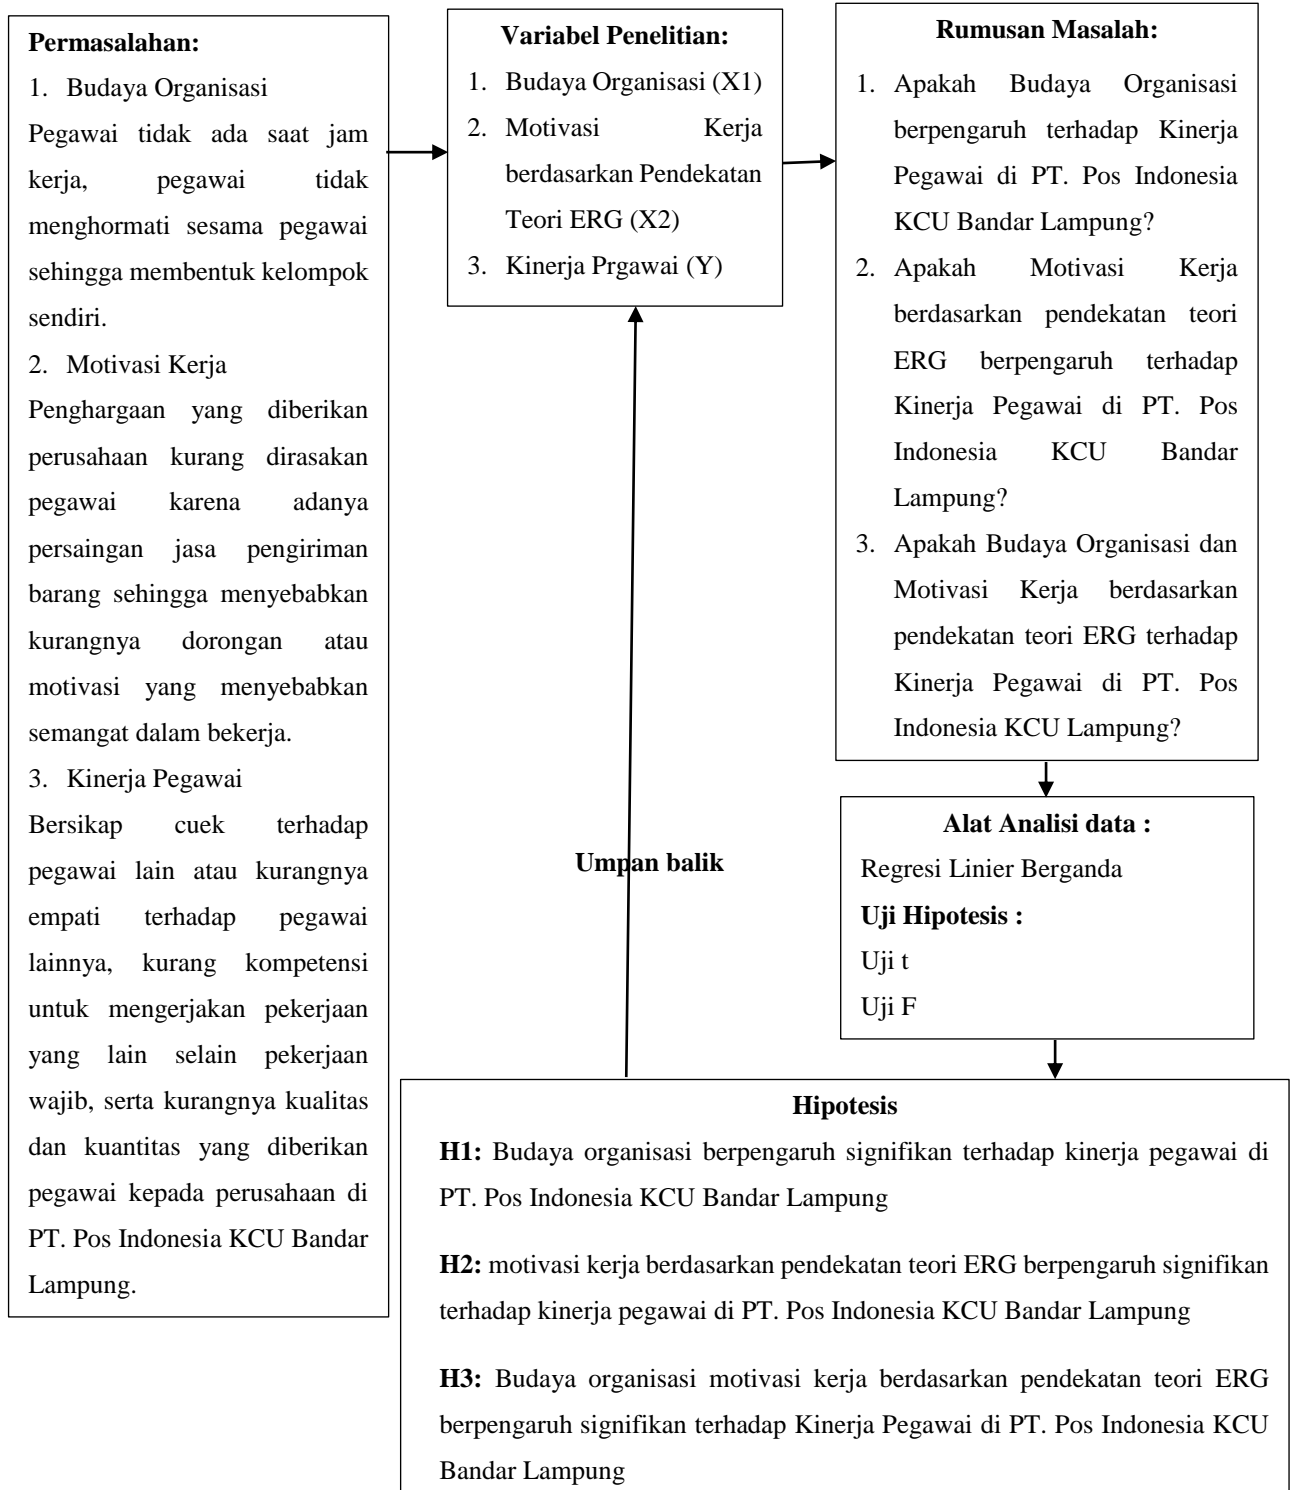 Permasalahan:
1. Budaya Organisasi
Pegawai tidak ada saat jam
kerja, pegawai tidak
menghormati sesama pegawai
sehingga membentuk kelompok
sendiri.
2. Motivasi Kerja
Penghargaan yang diberikan
perusahaan kurang dirasakan
pegawai karena adanya
persaingan jasa pengiriman
barang sehingga menyebabkan
kurangnya dorongan atau
motivasi yang menyebabkan
semangat dalam bekerja.
3. Kinerja Pegawai
Bersikap cuek terhadap
pegawai lain atau kurangnya
empati terhadap pegawai
lainnya, kurang kompetensi
untuk mengerjakan pekerjaan
yang lain selain pekerjaan
wajib, serta kurangnya kualitas
dan kuantitas yang diberikan
pegawai kepada perusahaan di
PT. Pos Indonesia KCU Bandar
Lampung.
Variabel Penelitian:
1. Budaya Organisasi (X1)
2. Motivasi Kerja
berdasarkan Pendekatan
Teori ERG (X2)
3. Kinerja Prgawai (Y)
Rumusan Masalah:
1. Apakah Budaya Organisasi
berpengaruh terhadap Kinerja
Pegawai di PT. Pos Indonesia
KCU Bandar Lampung?
2. Apakah Motivasi Kerja
berdasarkan pendekatan teori
ERG berpengaruh terhadap
Kinerja Pegawai di PT. Pos
Indonesia KCU Bandar
Lampung?
3. Apakah Budaya Organisasi dan
Motivasi Kerja berdasarkan
pendekatan teori ERG terhadap
Kinerja Pegawai di PT. Pos
Indonesia KCU Lampung?
Alat Analisi data :
Regresi Linier Berganda
Uji Hipotesis :
Uji t
Uji F
Umpan balik
Hipotesis
H1: Budaya organisasi berpengaruh signifikan terhadap kinerja pegawai di
PT. Pos Indonesia KCU Bandar Lampung
H2: motivasi kerja berdasarkan pendekatan teori ERG berpengaruh signifikan
terhadap kinerja pegawai di PT. Pos Indonesia KCU Bandar Lampung
H3: Budaya organisasi motivasi kerja berdasarkan pendekatan teori ERG
berpengaruh signifikan terhadap Kinerja Pegawai di PT. Pos Indonesia KCU
Bandar Lampung